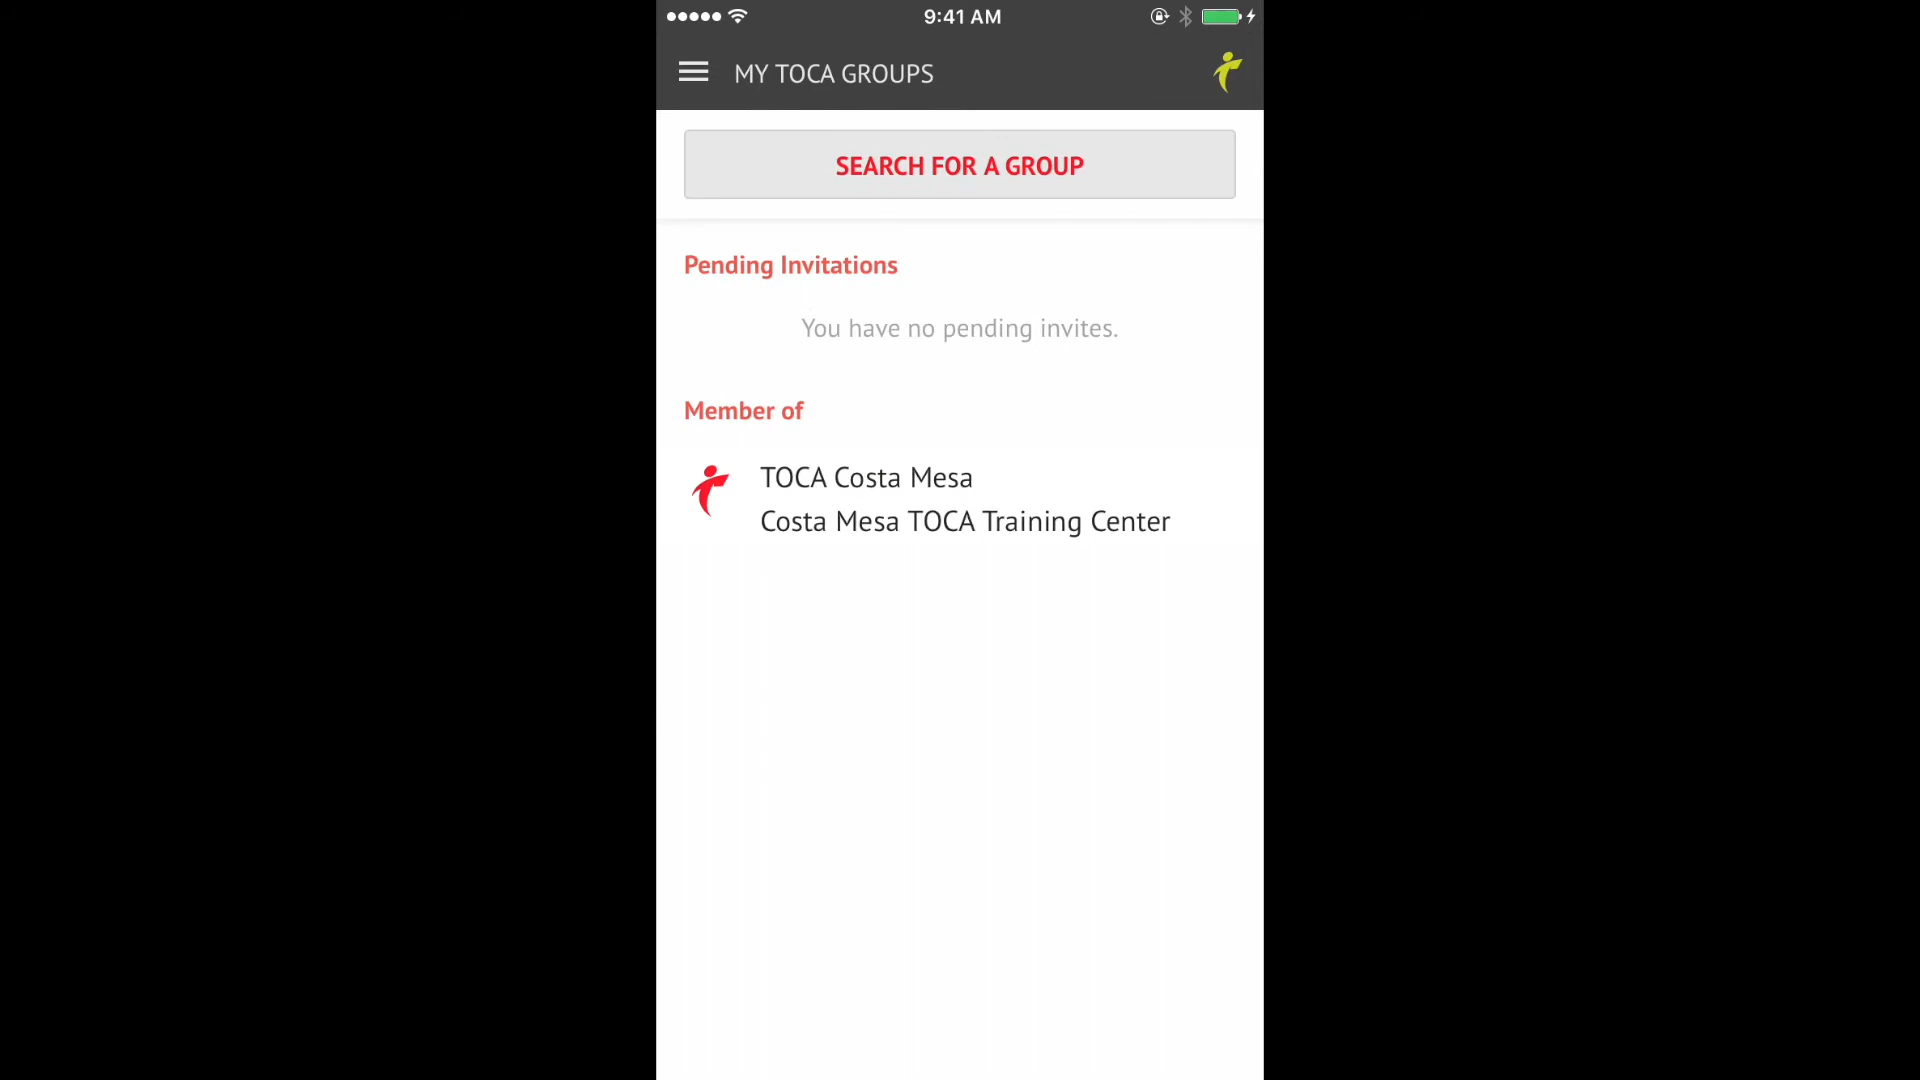 9:41 AM
MY TOCA GROUPS
SEARCH FOR A GROUP
Pending Invitations
You have no pending invites.
Member of
TOCA Costa Mesa
Costa Mesa TOCA Training Center